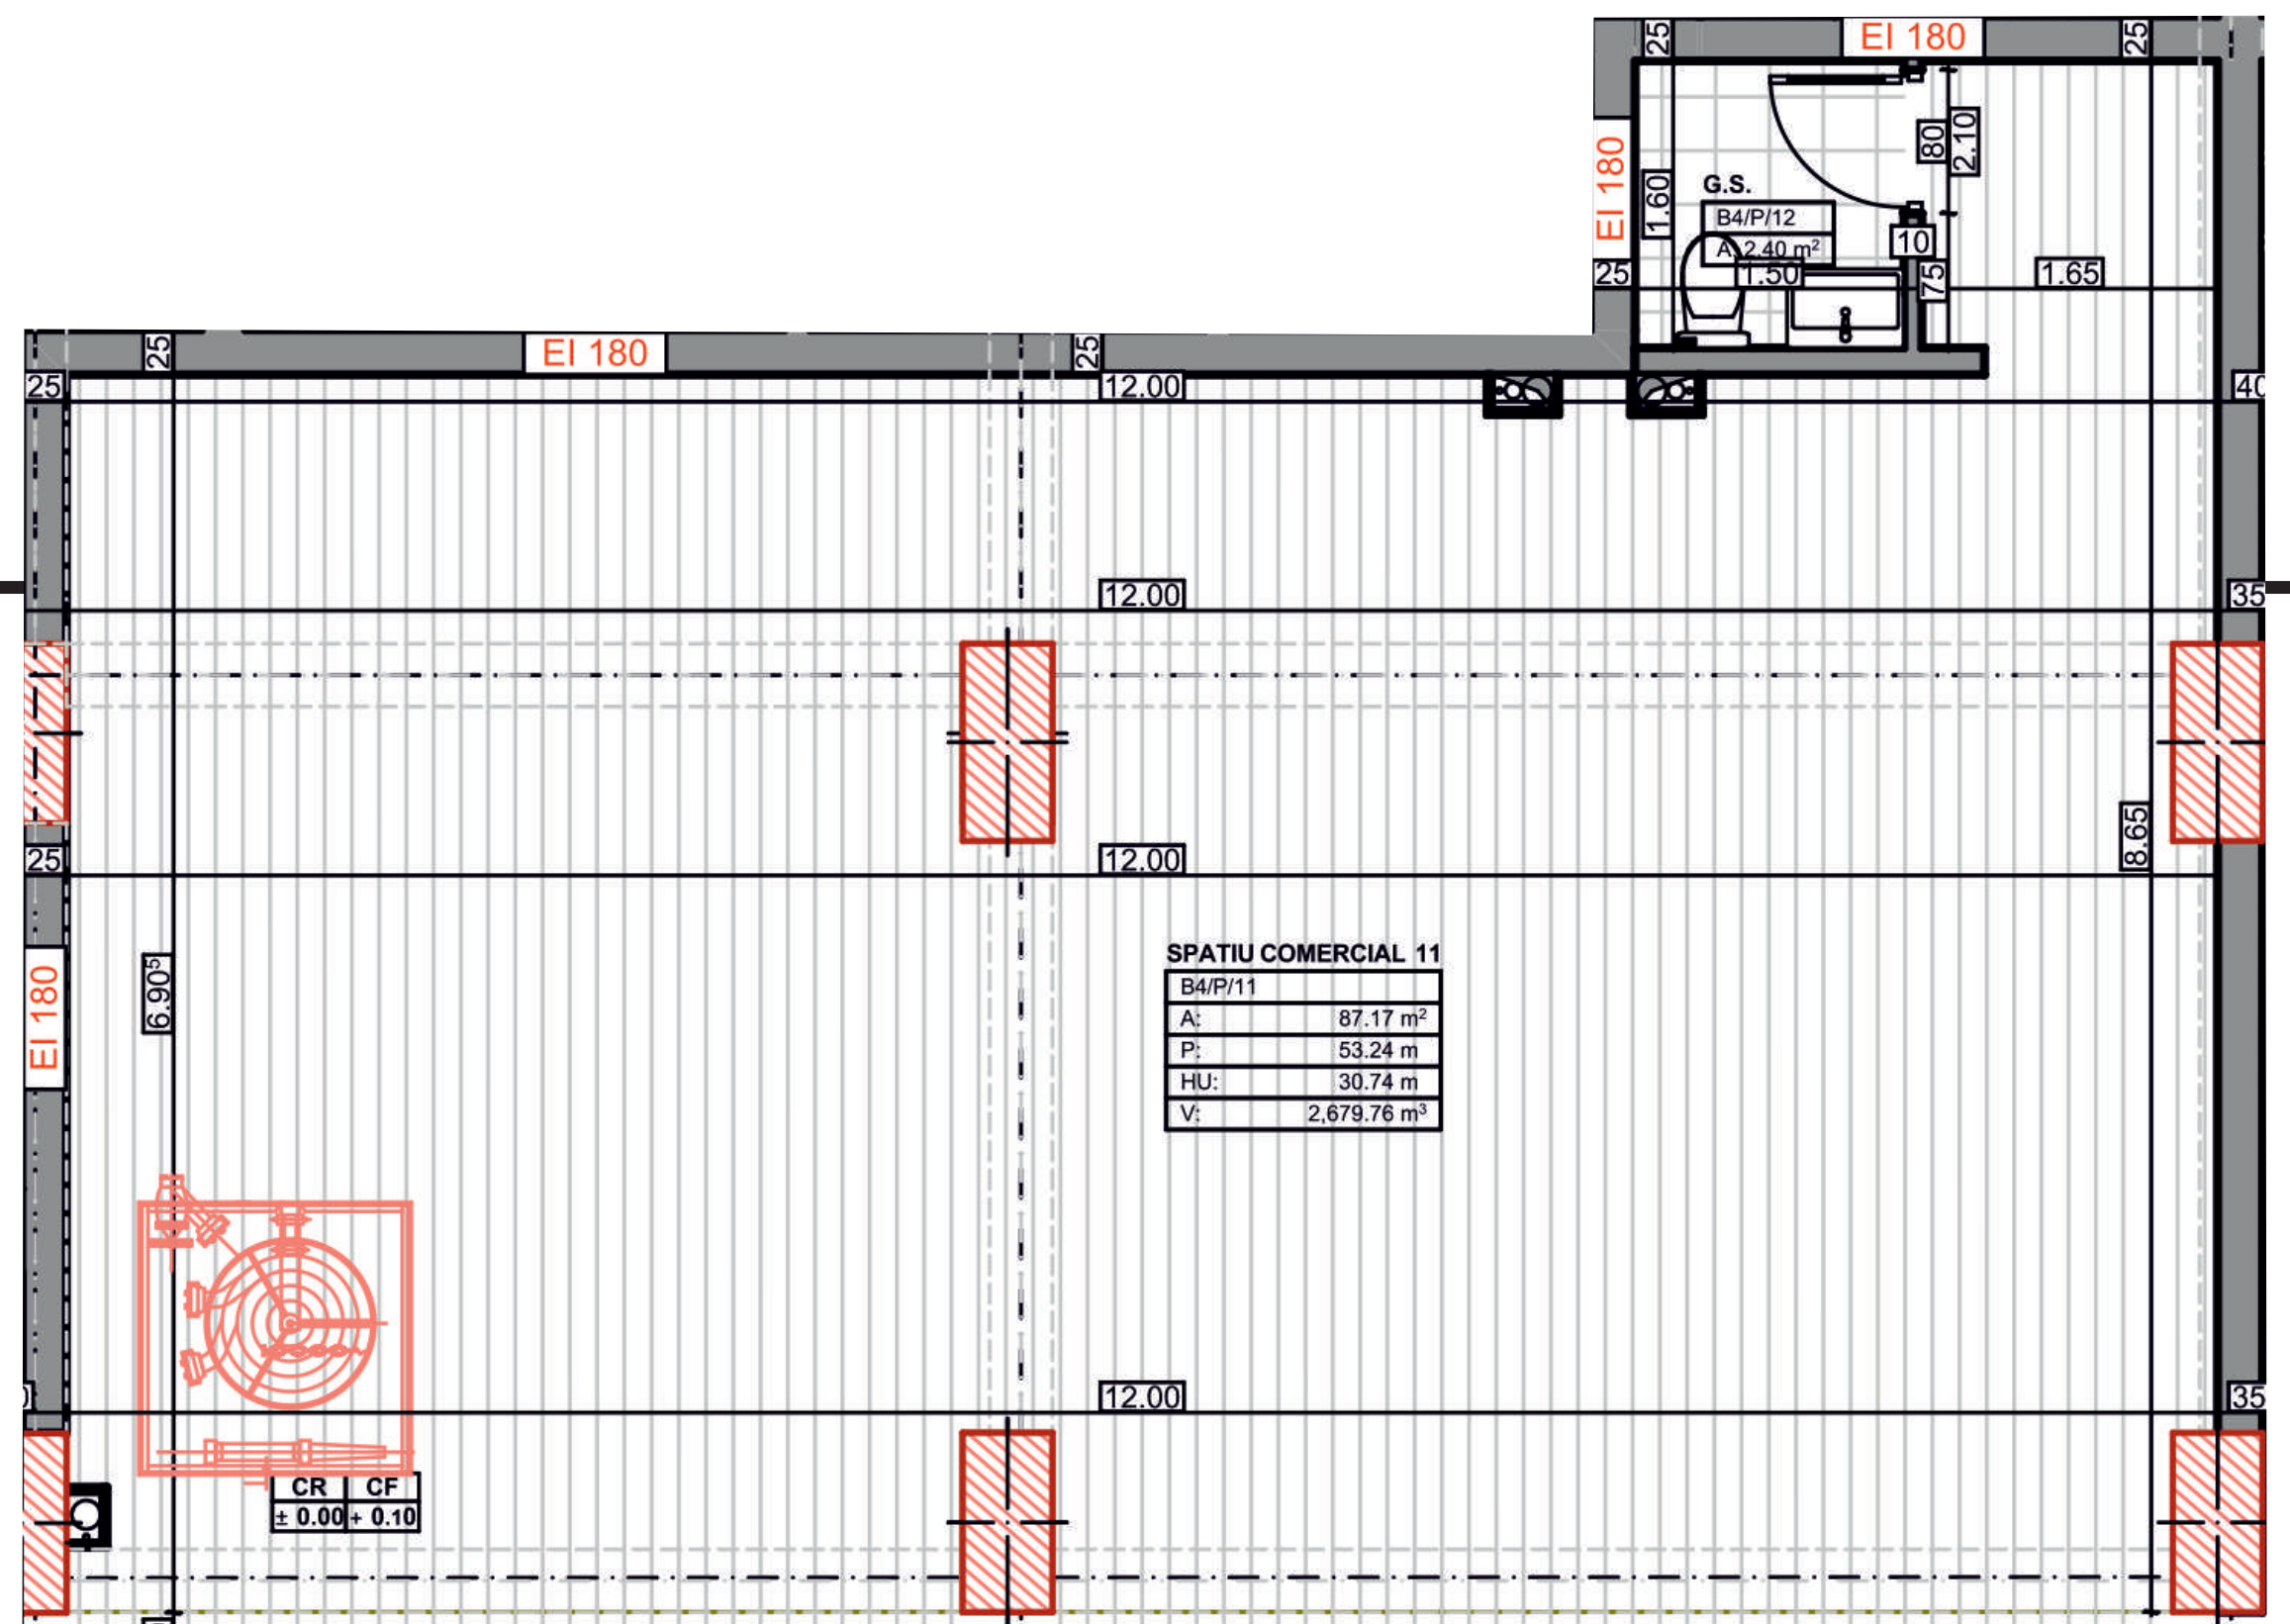 25
EI 180
25
EI 180
1.60
80
2.10
G.S.
B4/P/12
A: 2.40 m²
10
25
1.50
75
1.65
25
EI 180
25
25
12.00
40
12.00
35
25
12.00
8.65
EI 180
6.90⁵
SPATIU COMERCIAL 11
B4/P/11
A: 87.17 m²
P: 53.24 m
HU: 30.74 m
V: 2,679.76 m³
12.00
35
CR CF
± 0.00 + 0.10